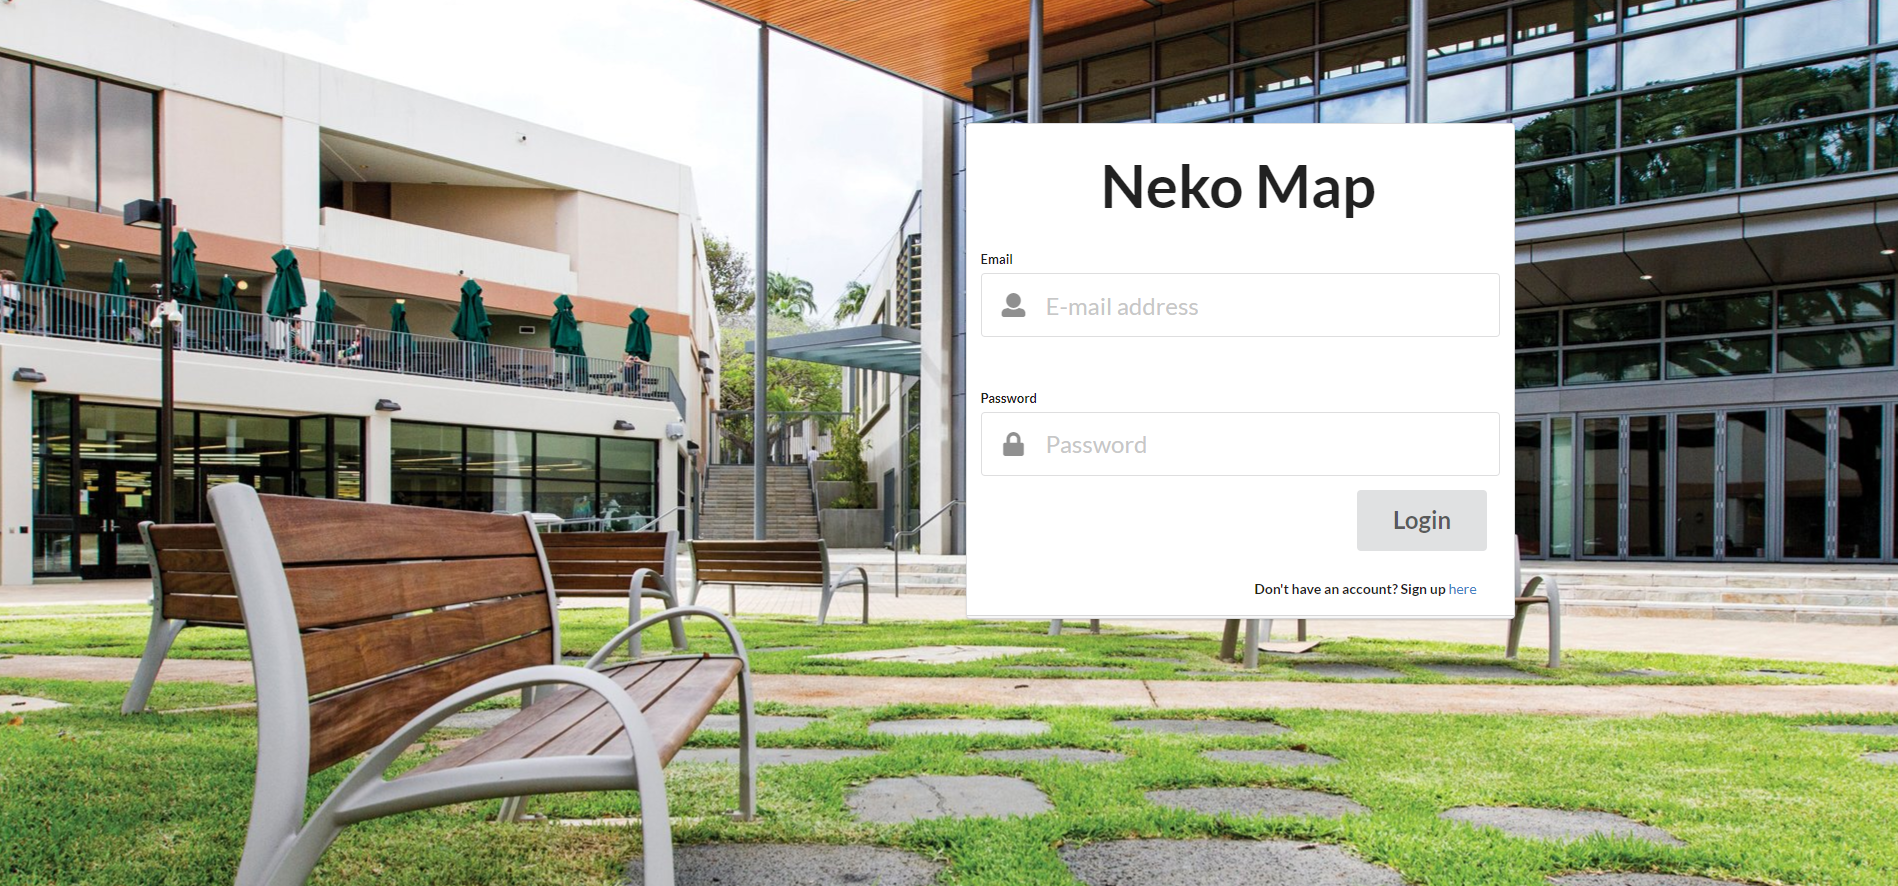 Neko Map
Email
E-mail address
Password
Password
Login
Don't have an account? Sign up here